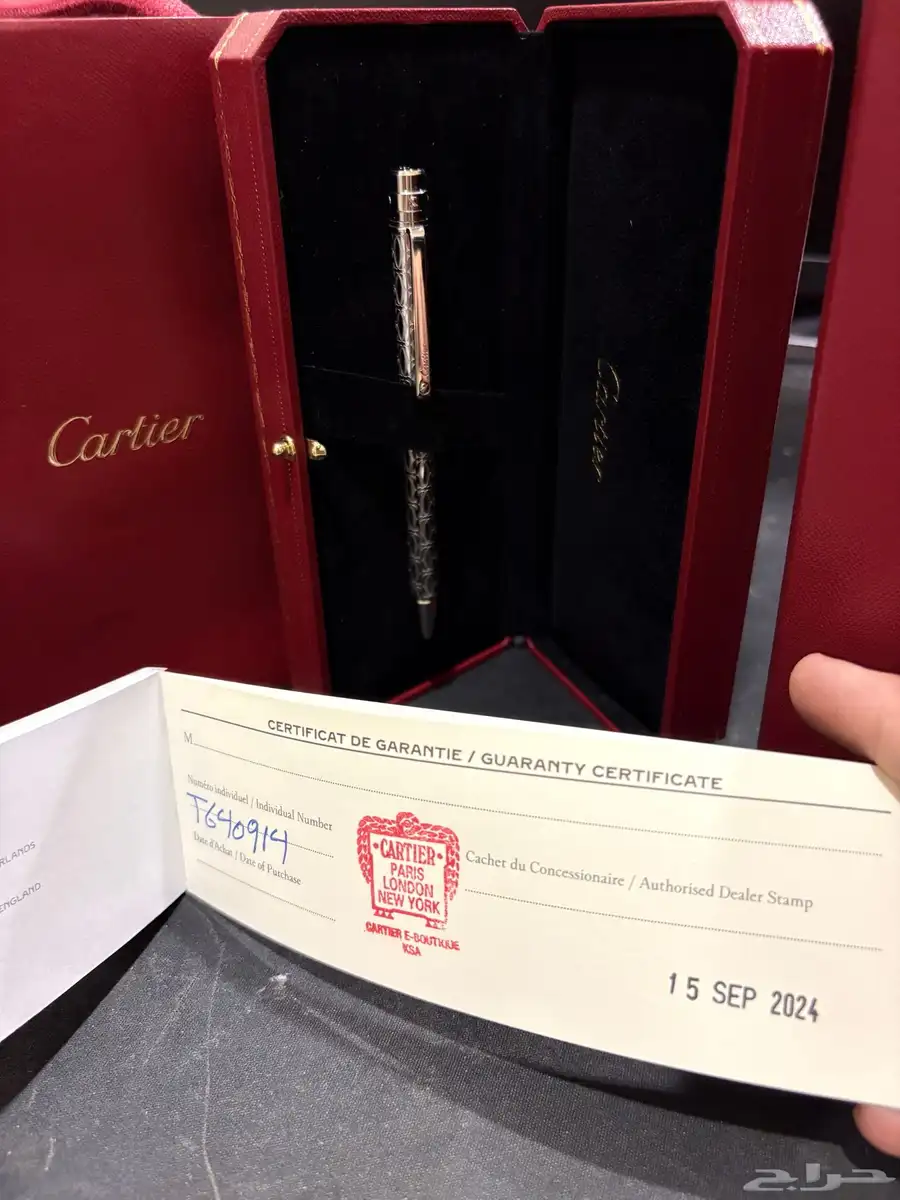 Cartier
Cartier
CERTIFICAT DE GARANTIE / GUARANTY CERTIFICATE
M
Numéro individuel / Individual Number
T640914
Date d'Achat / Date of Purchase
CARTIER
PARIS
LONDON
NEW YORK
CARTIER E-BOUTIQUE
KSA
Cachet du Concessionaire / Authorised Dealer Stamp
15 SEP 2024
RLANDS
ENGLAND
حراج